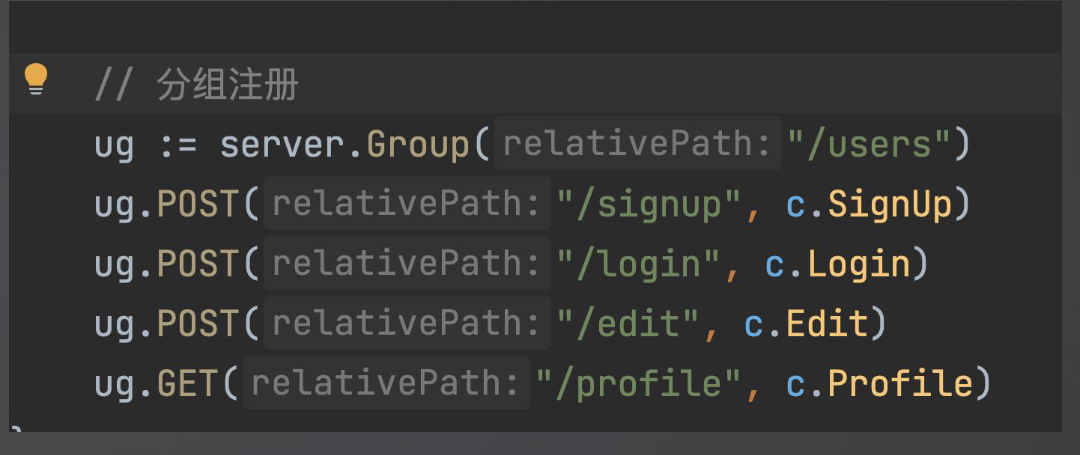 // 分组注册
ug := server.Group( relativePath: "/users")
ug.POST( relativePath: "/signup", c.SignUp)
ug.POST( relativePath: "/login", c.Login)
ug.POST( relativePath: "/edit", c.Edit)
ug.GET( relativePath: "/profile", c.Profile)